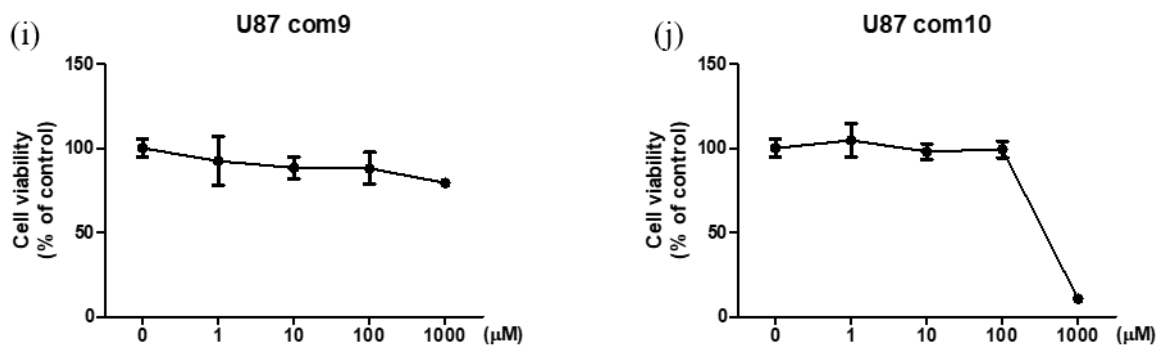 (i)
U87 com9
150
100
50
0
Cell viability
(% of control)
0 1 10 100 1000 (μM)
(j)
U87 com10
150
100
50
0
Cell viability
(% of control)
0 1 10 100 1000 (μM)